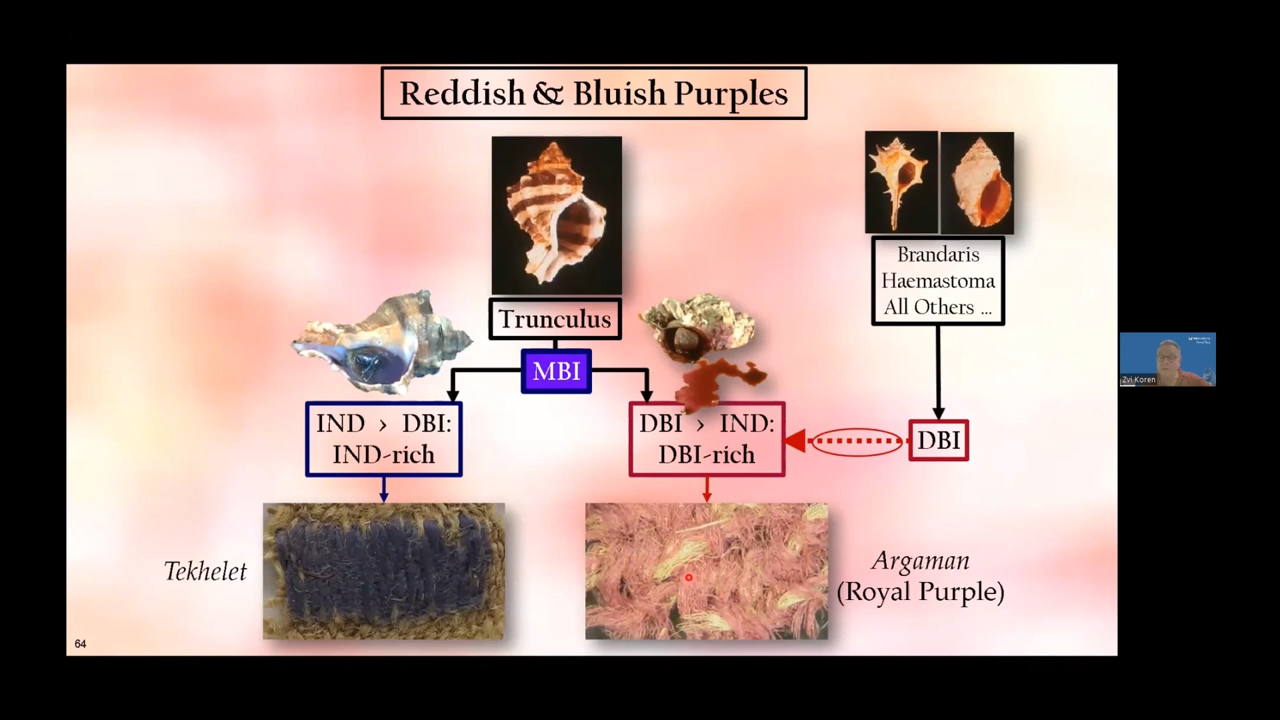 Reddish & Bluish Purples
Trunculus
MBI
Brandaris
Haemastoma
All Others ...
IND › DBI:
IND-rich
DBI › IND:
DBI-rich
DBI
Tekhelet
Argaman
(Royal Purple)
64
Zvi Koren